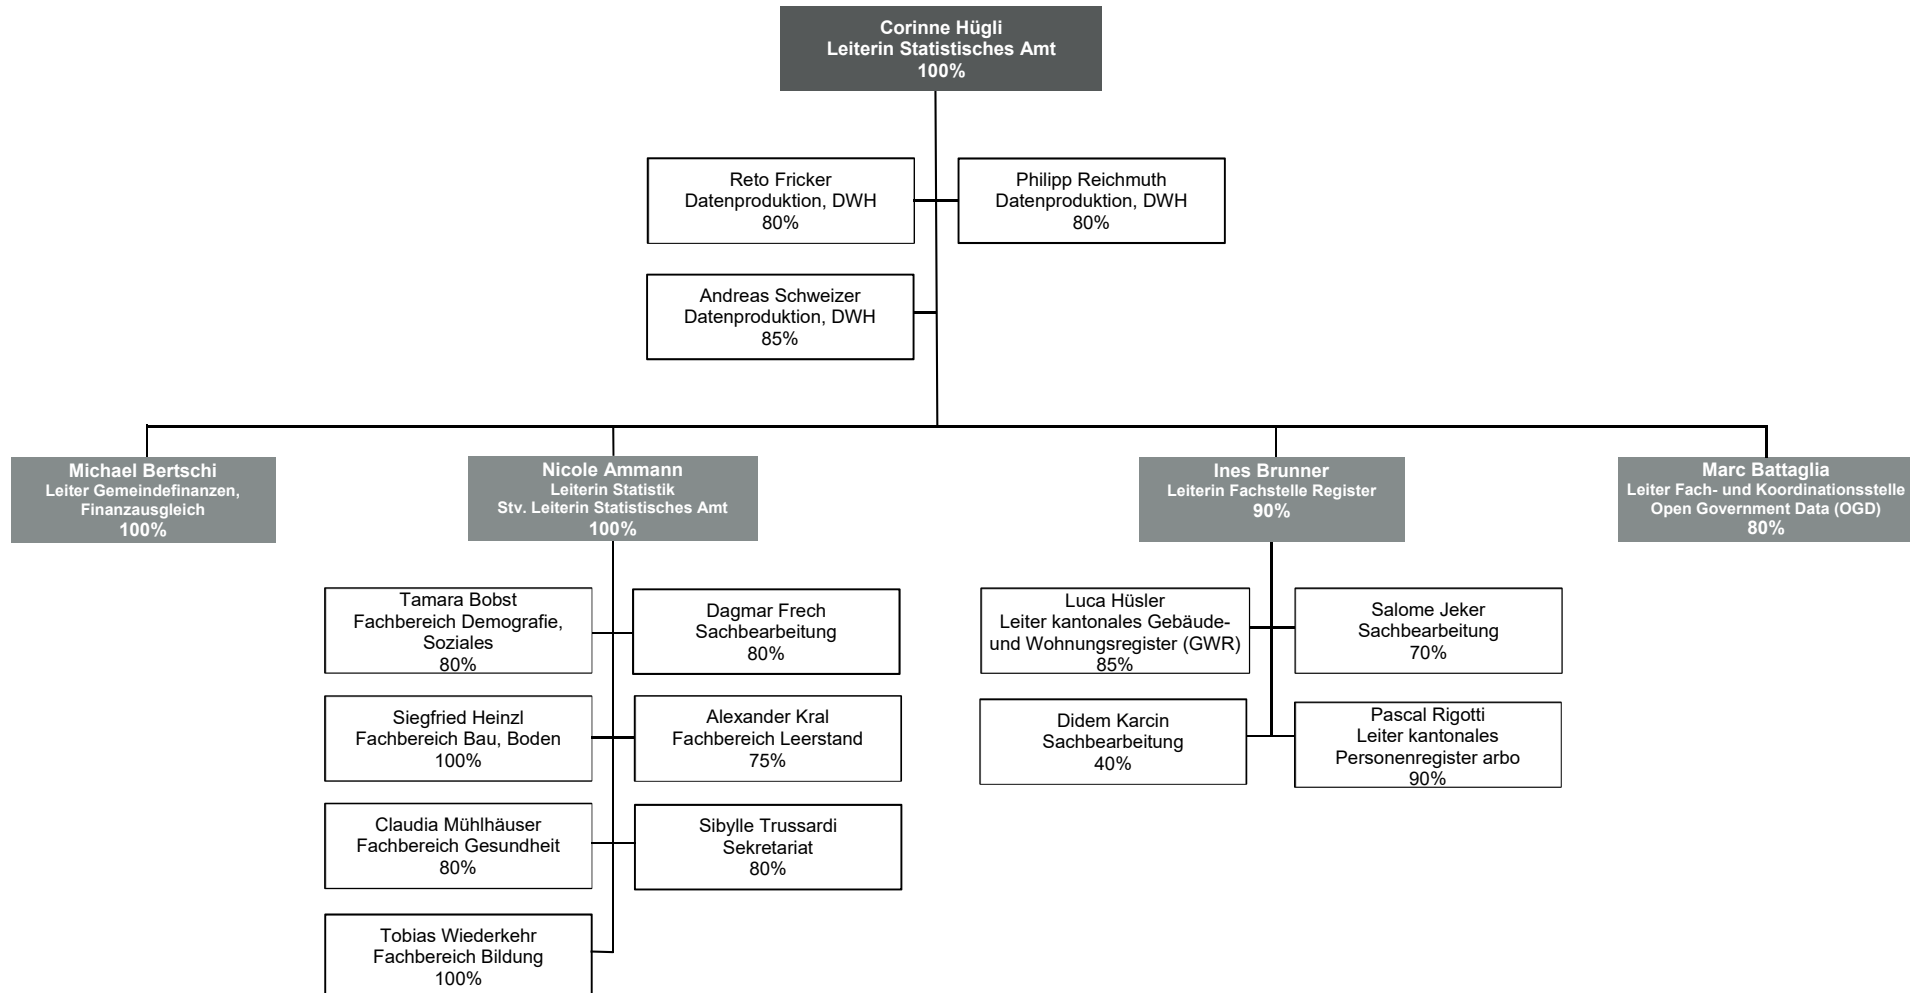 Corinne Hügli
Leiterin Statistisches Amt
100%
Reto Fricker
Datenproduktion, DWH
80%
Philipp Reichmuth
Datenproduktion, DWH
80%
Andreas Schweizer
Datenproduktion, DWH
85%
Michael Bertschi
Leiter Gemeindefinanzen,
Finanzausgleich
100%
Nicole Ammann
Leiterin Statistik
Stv. Leiterin Statistisches Amt
100%
Ines Brunner
Leiterin Fachstelle Register
90%
Marc Battaglia
Leiter Fach- und Koordinationsstelle
Open Government Data (OGD)
80%
Tamara Bobst
Fachbereich Demografie,
Soziales
80%
Dagmar Frech
Sachbearbeitung
80%
Siegfried Heinzl
Fachbereich Bau, Boden
100%
Alexander Kral
Fachbereich Leerstand
75%
Claudia Mühlhäuser
Fachbereich Gesundheit
80%
Sibylle Trussardi
Sekretariat
80%
Tobias Wiederkehr
Fachbereich Bildung
100%
Luca Hüsler
Leiter kantonales Gebäude-
und Wohnungsregister (GWR)
85%
Salome Jeker
Sachbearbeitung
70%
Didem Karcin
Sachbearbeitung
40%
Pascal Rigotti
Leiter kantonales
Personenregister arbo
90%